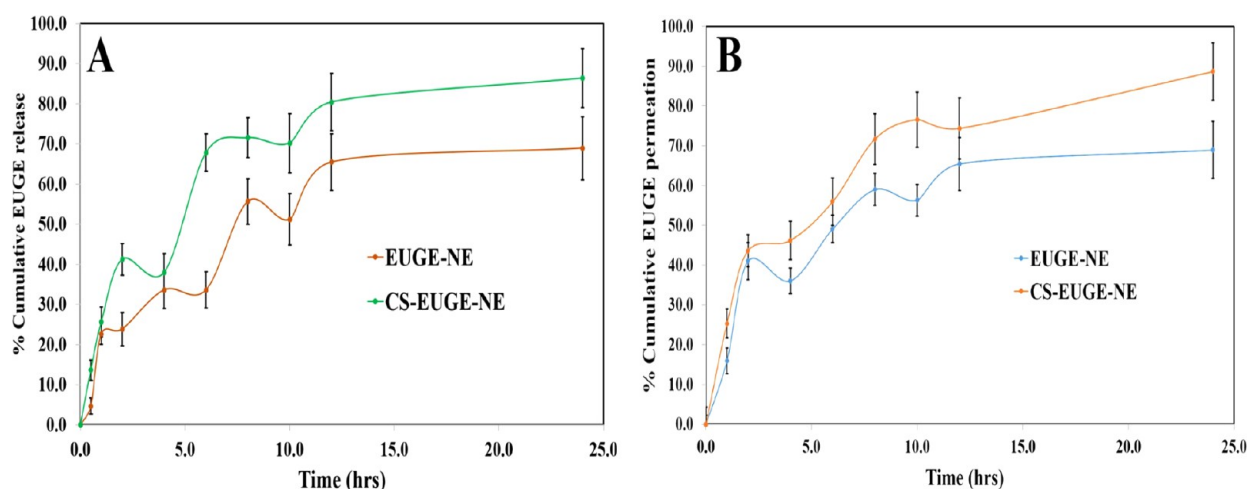 A
% Cumulative EUGE release
100.0
90.0
80.0
70.0
60.0
50.0
40.0
30.0
20.0
10.0
0.0
0.0 5.0 10.0 15.0 20.0 25.0
Time (hrs)
EUGE-NE
CS-EUGE-NE
B
% Cumulative EUGE permeation
100.0
90.0
80.0
70.0
60.0
50.0
40.0
30.0
20.0
10.0
0.0
0.0 5.0 10.0 15.0 20.0 25.0
Time (hrs)
EUGE-NE
CS-EUGE-NE